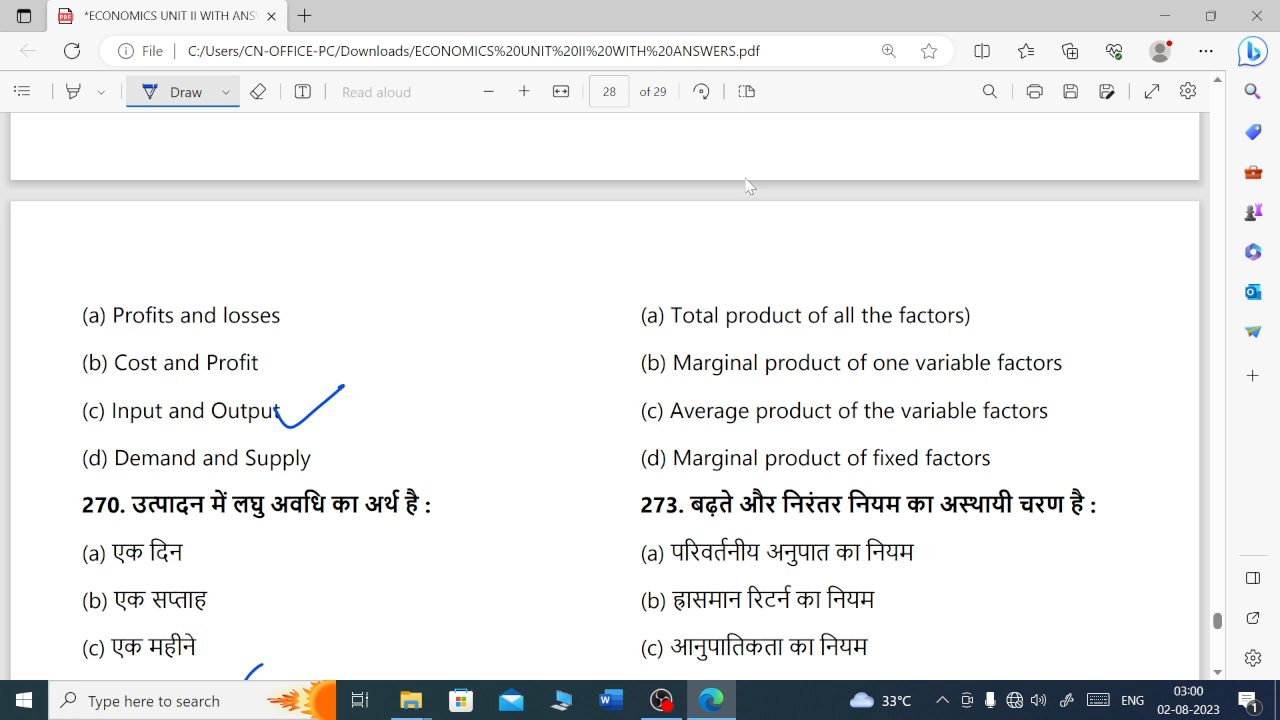 *ECONOMICS UNIT II WITH ANS
File
C:/Users/CN-OFFICE-PC/Downloads/ECONOMICS%20UNIT%20II%20WITH%20ANSWERS.pdf
Draw
Read aloud
28
of 29
(a) Profits and losses
(b) Cost and Profit
(c) Input and Output
(d) Demand and Supply
270. उत्पादन में लघु अवधि का अर्थ है :
(a) एक दिन
(b) एक सप्ताह
(c) एक महीने
(a) Total product of all the factors)
(b) Marginal product of one variable factors
(c) Average product of the variable factors
(d) Marginal product of fixed factors
273. बढ़ते और निरंतर नियम का अस्थायी चरण है :
(a) परिवर्तनीय अनुपात का नियम
(b) ह्रासमान रिटर्न का नियम
(c) आनुपातिकता का नियम
Type here to search
33°C
ENG
03:00
02-08-2023
1